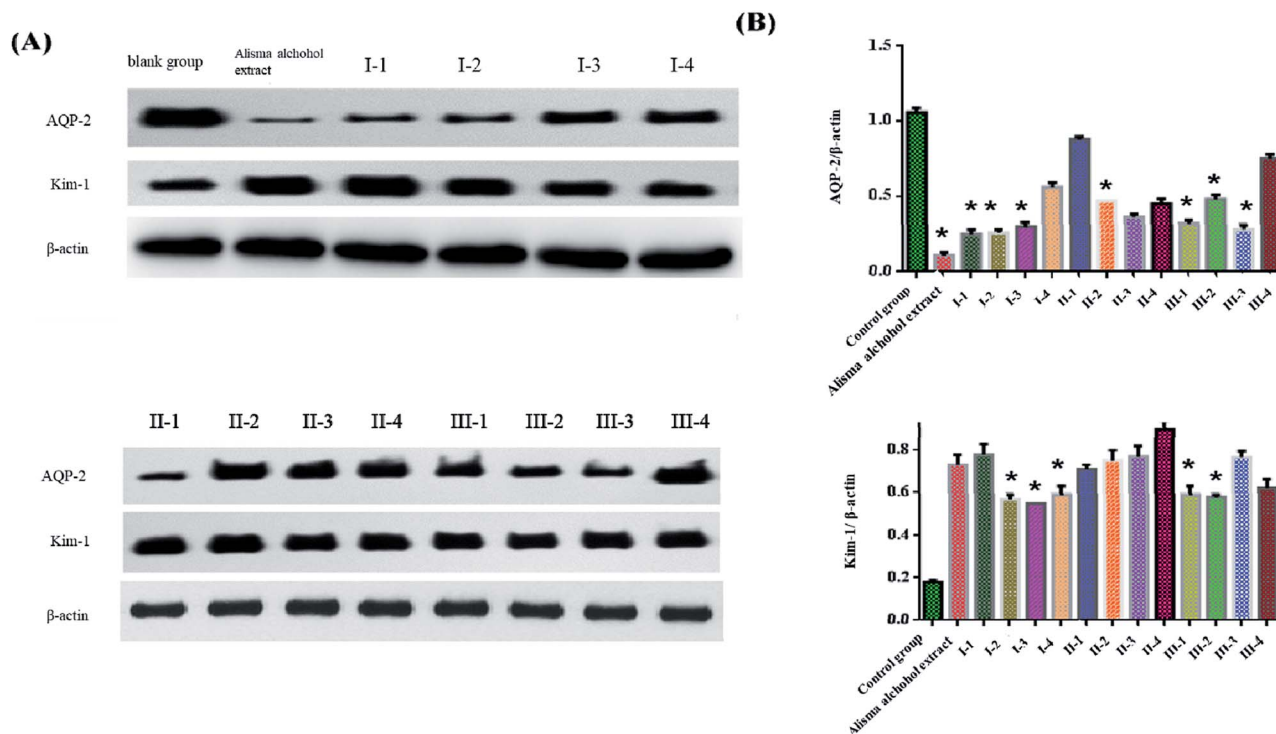 (A)
blank group
Alisma alchohol
extract
I-1
I-2
I-3
I-4
AQP-2
Kim-1
β-actin
II-1
II-2
II-3
II-4
III-1
III-2
III-3
III-4
AQP-2
Kim-1
β-actin
(B)
AQP-2/β-actin
1.5
1.0
0.5
0.0
*
*
*
*
*
*
*
*
Control group
Alisma alchohol extract
I-1
I-2
I-3
I-4
II-1
II-2
II-3
II-4
III-1
III-2
III-3
III-4
Kim-1/ β-actin
0.8
0.6
0.4
0.2
0.0
*
*
*
*
*
Control group
Alisma alchohol extract
I-1
I-2
I-3
I-4
II-1
II-2
II-3
II-4
III-1
III-2
III-3
III-4